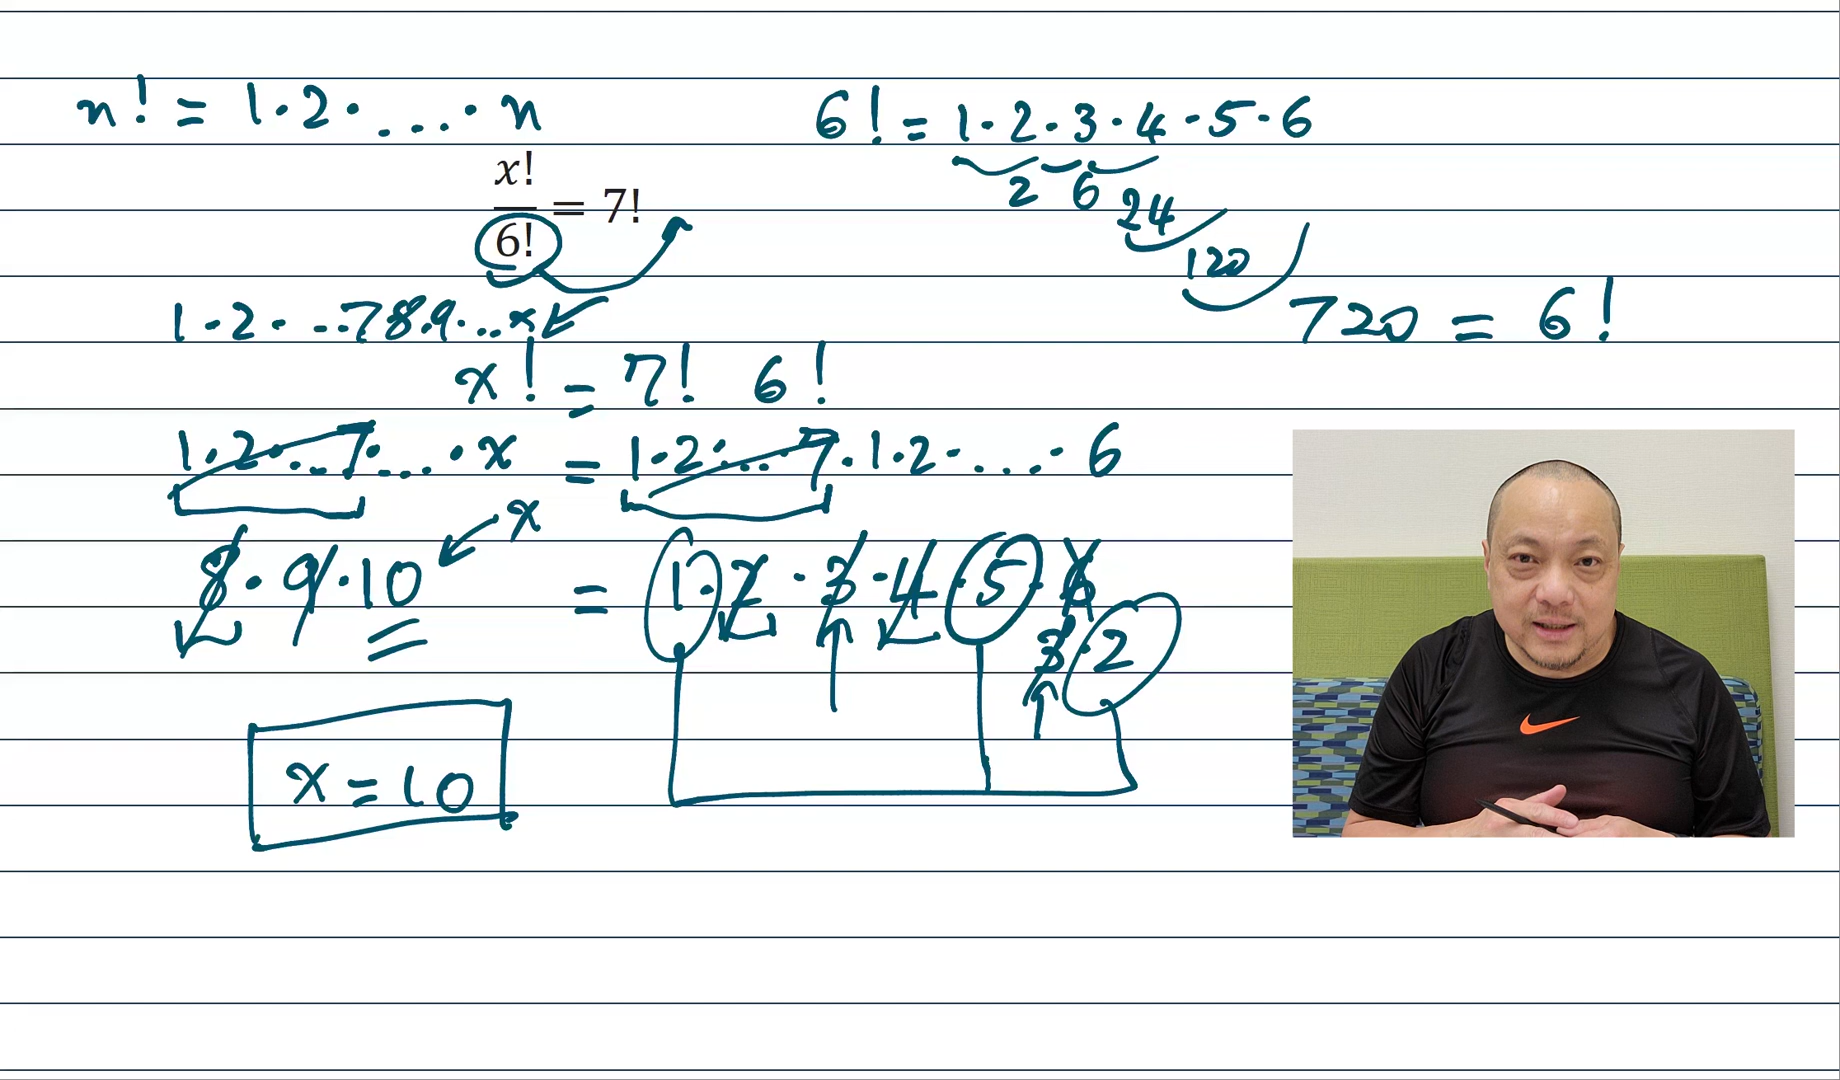 n! = 1·2· ... · n
6! = 1·2·3·4·5·6
2 6 24
120
720 = 6!
x!/6! = 7!
1·2· ..7 8·9· ... x
x! = 7! 6!
1·2· ... 7· ... · x = 1·2· ... 7·1·2· ... · 6
x
8·9·10 = 1·2·3·4·5·6
3·2
x = 10